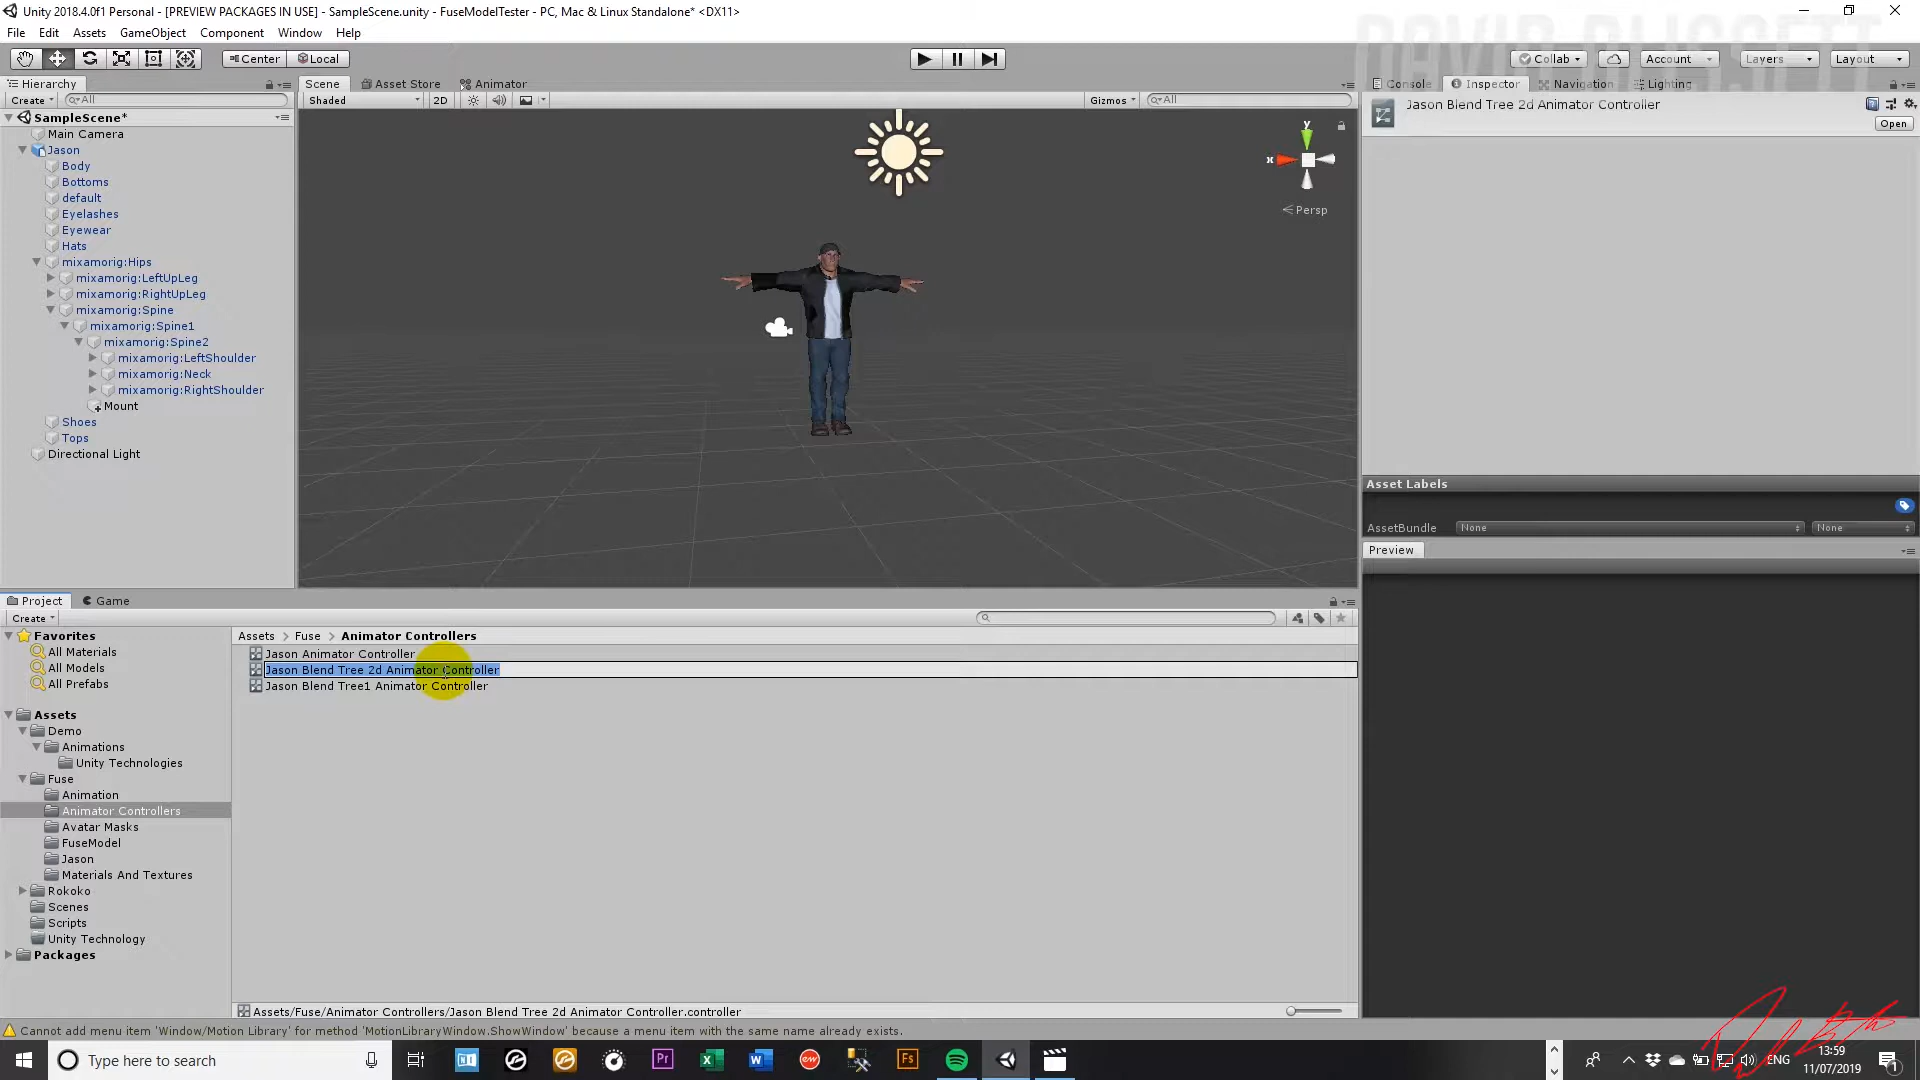 Unity 2018.4.0f1 Personal - [PREVIEW PACKAGES IN USE] - SampleScene.unity - FuseModelTester - PC, Mac & Linux Standalone* <DX11>
File Edit Assets GameObject Component Window Help
Center Local Collab Account Layers Layout
Hierarchy
Create All
SampleScene*
Main Camera
Jason
Body
Bottoms
default
Eyelashes
Eyewear
Hats
mixamorig:Hips
mixamorig:LeftUpLeg
mixamorig:RightUpLeg
mixamorig:Spine
mixamorig:Spine1
mixamorig:Spine2
mixamorig:LeftShoulder
mixamorig:Neck
mixamorig:RightShoulder
Mount
Shoes
Tops
Directional Light
Scene Asset Store Animator
Shaded 2D Gizmos All
y
x
Persp
Console Inspector Navigation Lighting
Jason Blend Tree 2d Animator Controller
Open
Asset Labels
AssetBundle None None
Preview
Project Game
Create
Favorites
All Materials
All Models
All Prefabs
Assets
Demo
Animations
Unity Technologies
Fuse
Animation
Animator Controllers
Avatar Masks
FuseModel
Jason
Materials And Textures
Rokoko
Scenes
Scripts
Unity Technology
Packages
Assets > Fuse > Animator Controllers
Jason Animator Controller
Jason Blend Tree 2d Animator Controller
Jason Blend Tree1 Animator Controller
Assets/Fuse/Animator Controllers/Jason Blend Tree 2d Animator Controller.controller
Cannot add menu item 'Window/Motion Library' for method 'MotionLibraryWindow.ShowWindow' because a menu item with the same name already exists.
Type here to search
Pr
Fs
ENG
13:59
11/07/2019
1